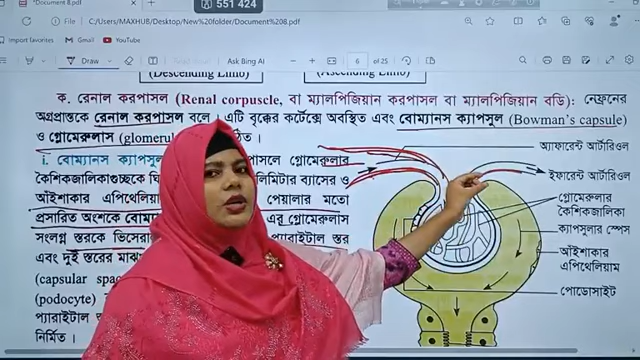 Document 8.pdf
551 424
File
C:/Users/MAXHUB/Desktop/New%20folder/Document%208.pdf
Import favorites
Gmail
YouTube
Draw
Ask Bing AI
6
of 25
(Descending Limb)
(Ascending Limb)
ক. রেনাল করপাসল (Renal corpuscle, বা ম্যালপিজিয়ান করপাসল বা ম্যালপিজিয়ান বডি): নেফ্রনের
অগ্রপ্রান্তকে রেনাল করপাসল বলে। এটি বৃক্কের কর্টেক্সে অবস্থিত এবং বোম্যানস ক্যাপসুল (Bowman's capsule)
ও গ্লোমেরুলাস (glomerul ঠিত।
i. বোম্যানস ক্যাপসুল পাসলে গ্লোমেরুলার
কৈশিকজালিকাগুচ্ছকে ঘি লিমিটার ব্যাসের ও
আঁইশাকার এপিথেলিয় পেয়ালার মতো
প্রসারিত অংশকে বোম্যা এর গ্লোমেরুলাস
সংলগ্ন স্তরকে ভিসেরা প্যারাইটাল স্তর
এবং দুই স্তরের মাঝ
(capsular spac
(podocyte)
প্যারাইটাল স্ত
নির্মিত।
অ্যাফারেন্ট আর্টারিওল
ইফারেন্ট আর্টারিওল
গ্লোমেরুলার
কৈশিকজালিকা
ক্যাপসুলার স্পেস
আঁইশাকার
এপিথেলিয়াম
পোডোসাইট